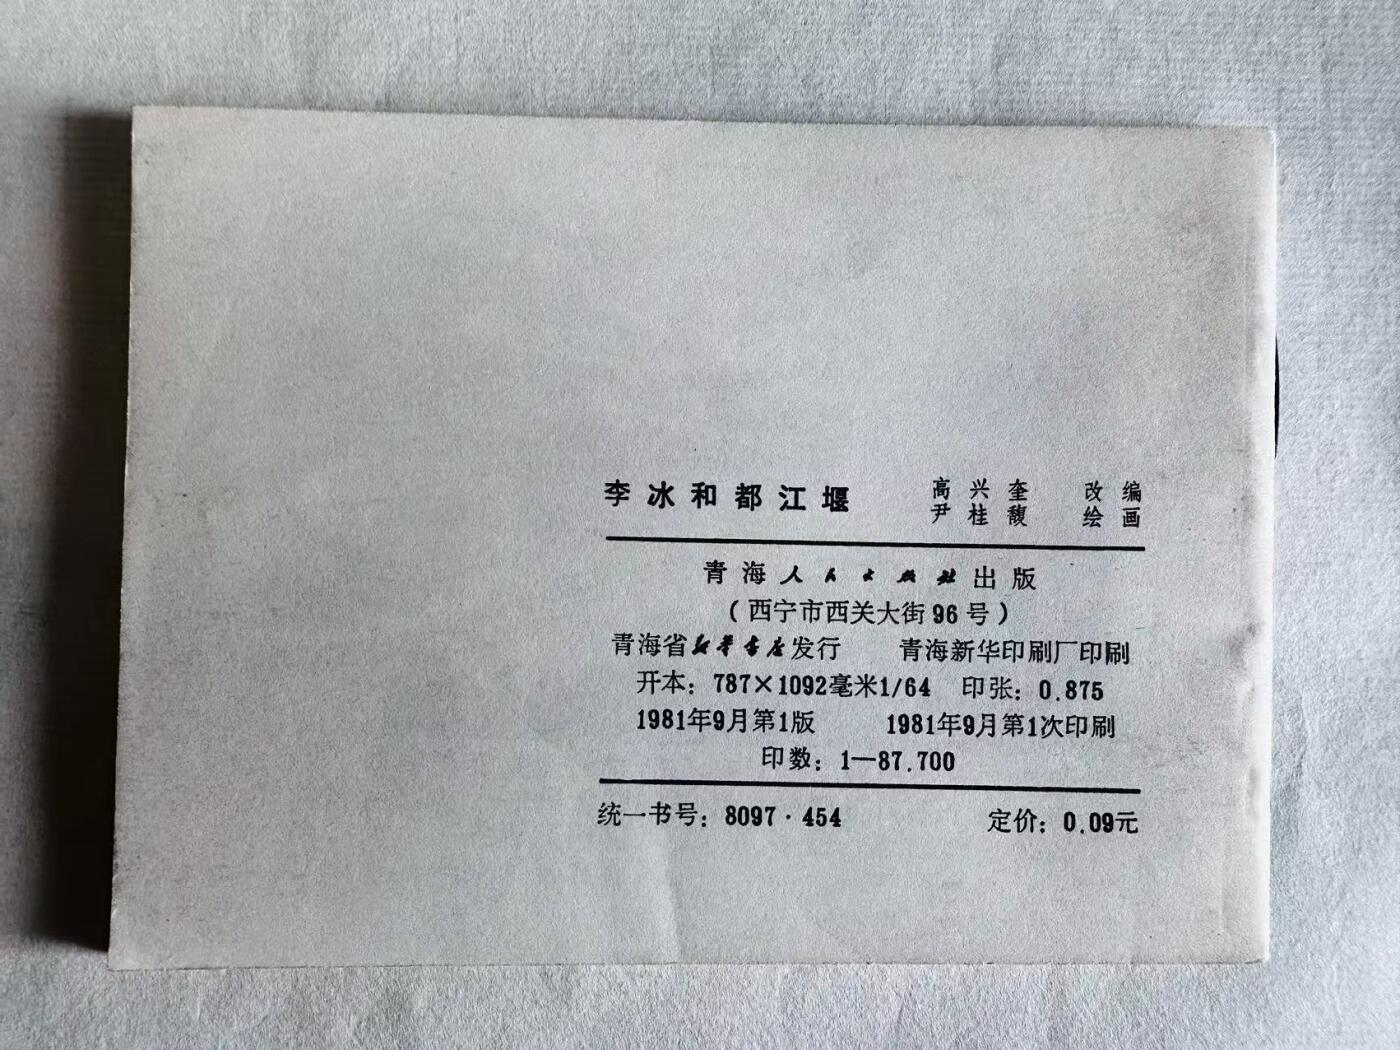 李冰和都江堰 高兴奎 改编
尹桂馥 绘画
青海人民出版社出版
（西宁市西关大街96号）
青海省新华书店发行 青海新华印刷厂印刷
开本：787×1092毫米1/64 印张：0.875
1981年9月第1版 1981年9月第1次印刷
印数：1—87.700
统一书号：8097·454 定价：0.09元